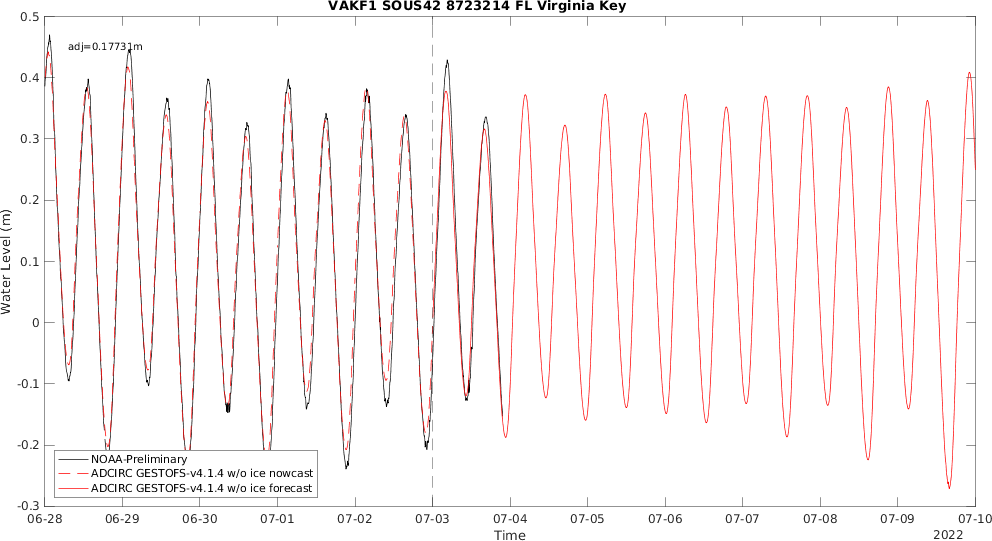 VAKF1 SOUS42 8723214 FL Virginia Key
adj=0.17731m
0.5
0.4
0.3
0.2
0.1
0
-0.1
-0.2
-0.3
Water Level (m)
NOAA-Preliminary
ADCIRC GESTOFS-v4.1.4 w/o ice nowcast
ADCIRC GESTOFS-v4.1.4 w/o ice forecast
06-28 06-29 06-30 07-01 07-02 07-03 07-04 07-05 07-06 07-07 07-08 07-09 07-10
Time
2022